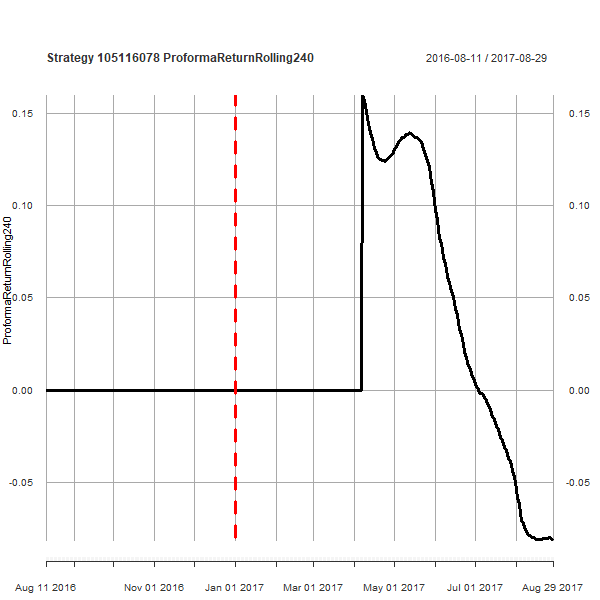 Strategy 105116078 ProformaReturnRolling240
2016-08-11 / 2017-08-29
ProformaReturnRolling240
0.15
0.10
0.05
0.00
-0.05
0.15
0.10
0.05
0.00
-0.05
Aug 11 2016
Nov 01 2016
Jan 01 2017
Mar 01 2017
May 01 2017
Jul 01 2017
Aug 29 2017